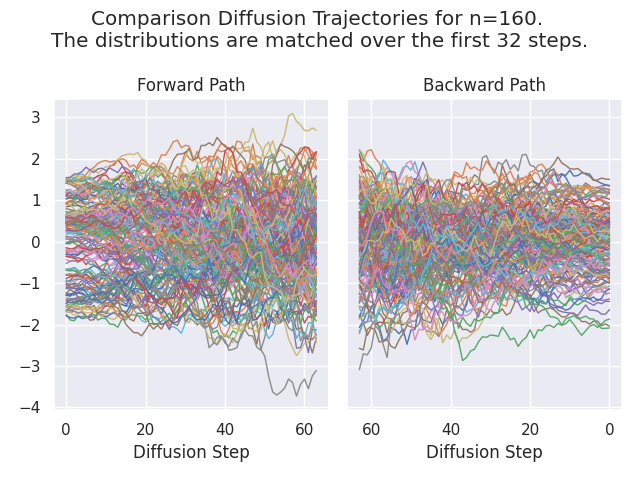 Comparison Diffusion Trajectories for n=160.
The distributions are matched over the first 32 steps.
Forward Path
Backward Path
3
2
1
0
−1
−2
−3
−4
0
20
40
60
60
40
20
0
Diffusion Step
Diffusion Step